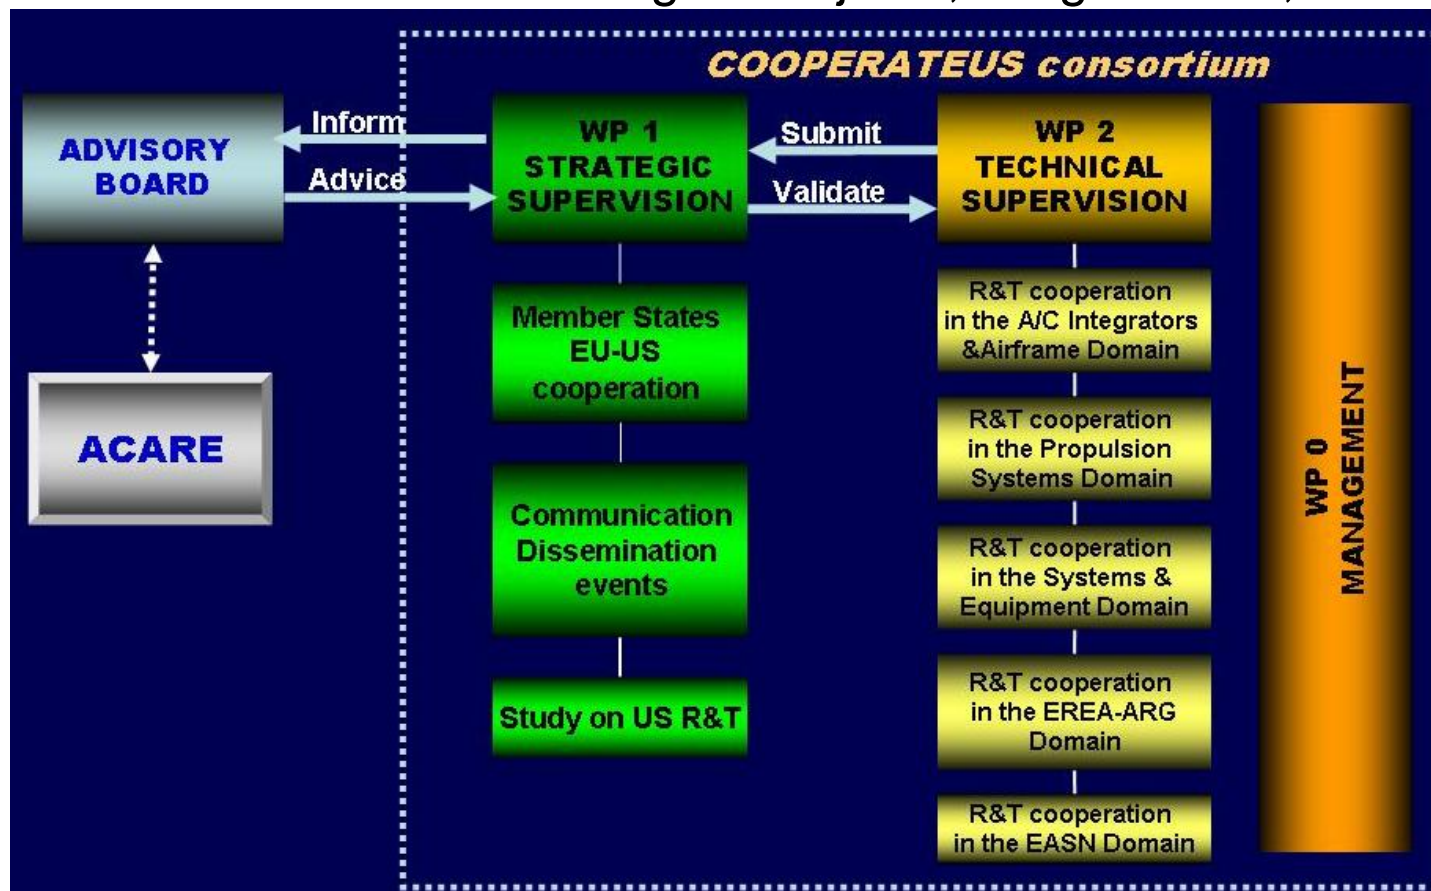 COOPERATEUS consortium
ADVISORY
BOARD
Inform
Advice
WP 1
STRATEGIC
SUPERVISION
Submit
Validate
WP 2
TECHNICAL
SUPERVISION
ACARE
Member States
EU-US
cooperation
Communication
Dissemination
events
Study on US R&T
R&T cooperation
in the A/C Integrators
&Airframe Domain
R&T cooperation
in the Propulsion
Systems Domain
R&T cooperation
in the Systems &
Equipment Domain
R&T cooperation
in the EREA-ARG
Domain
R&T cooperation
in the EASN Domain
WP 0
MANAGEMENT